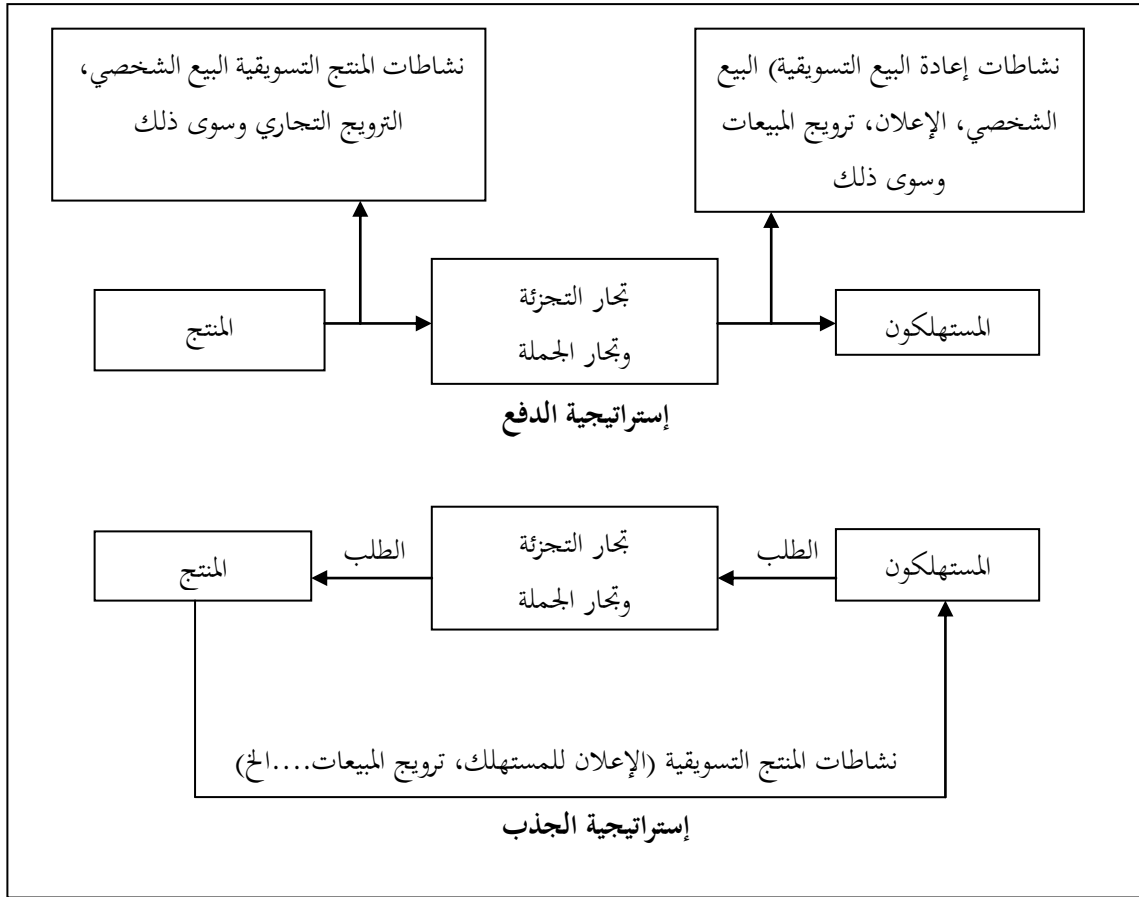 نشاطات إعادة البيع التسويقية) البيع
الشخصي، الإعلان، ترويج المبيعات
وسوى ذلك
نشاطات المنتج التسويقية البيع الشخصي،
الترويج التجاري وسوى ذلك
المستهلكون
تجار التجزئة
وتجار الجملة
المنتج
إستراتيجية الدفع
المستهلكون
الطلب
تجار التجزئة
وتجار الجملة
الطلب
المنتج
نشاطات المنتج التسويقية (الإعلان للمستهلك، ترويج المبيعات....الخ)
إستراتيجية الجذب